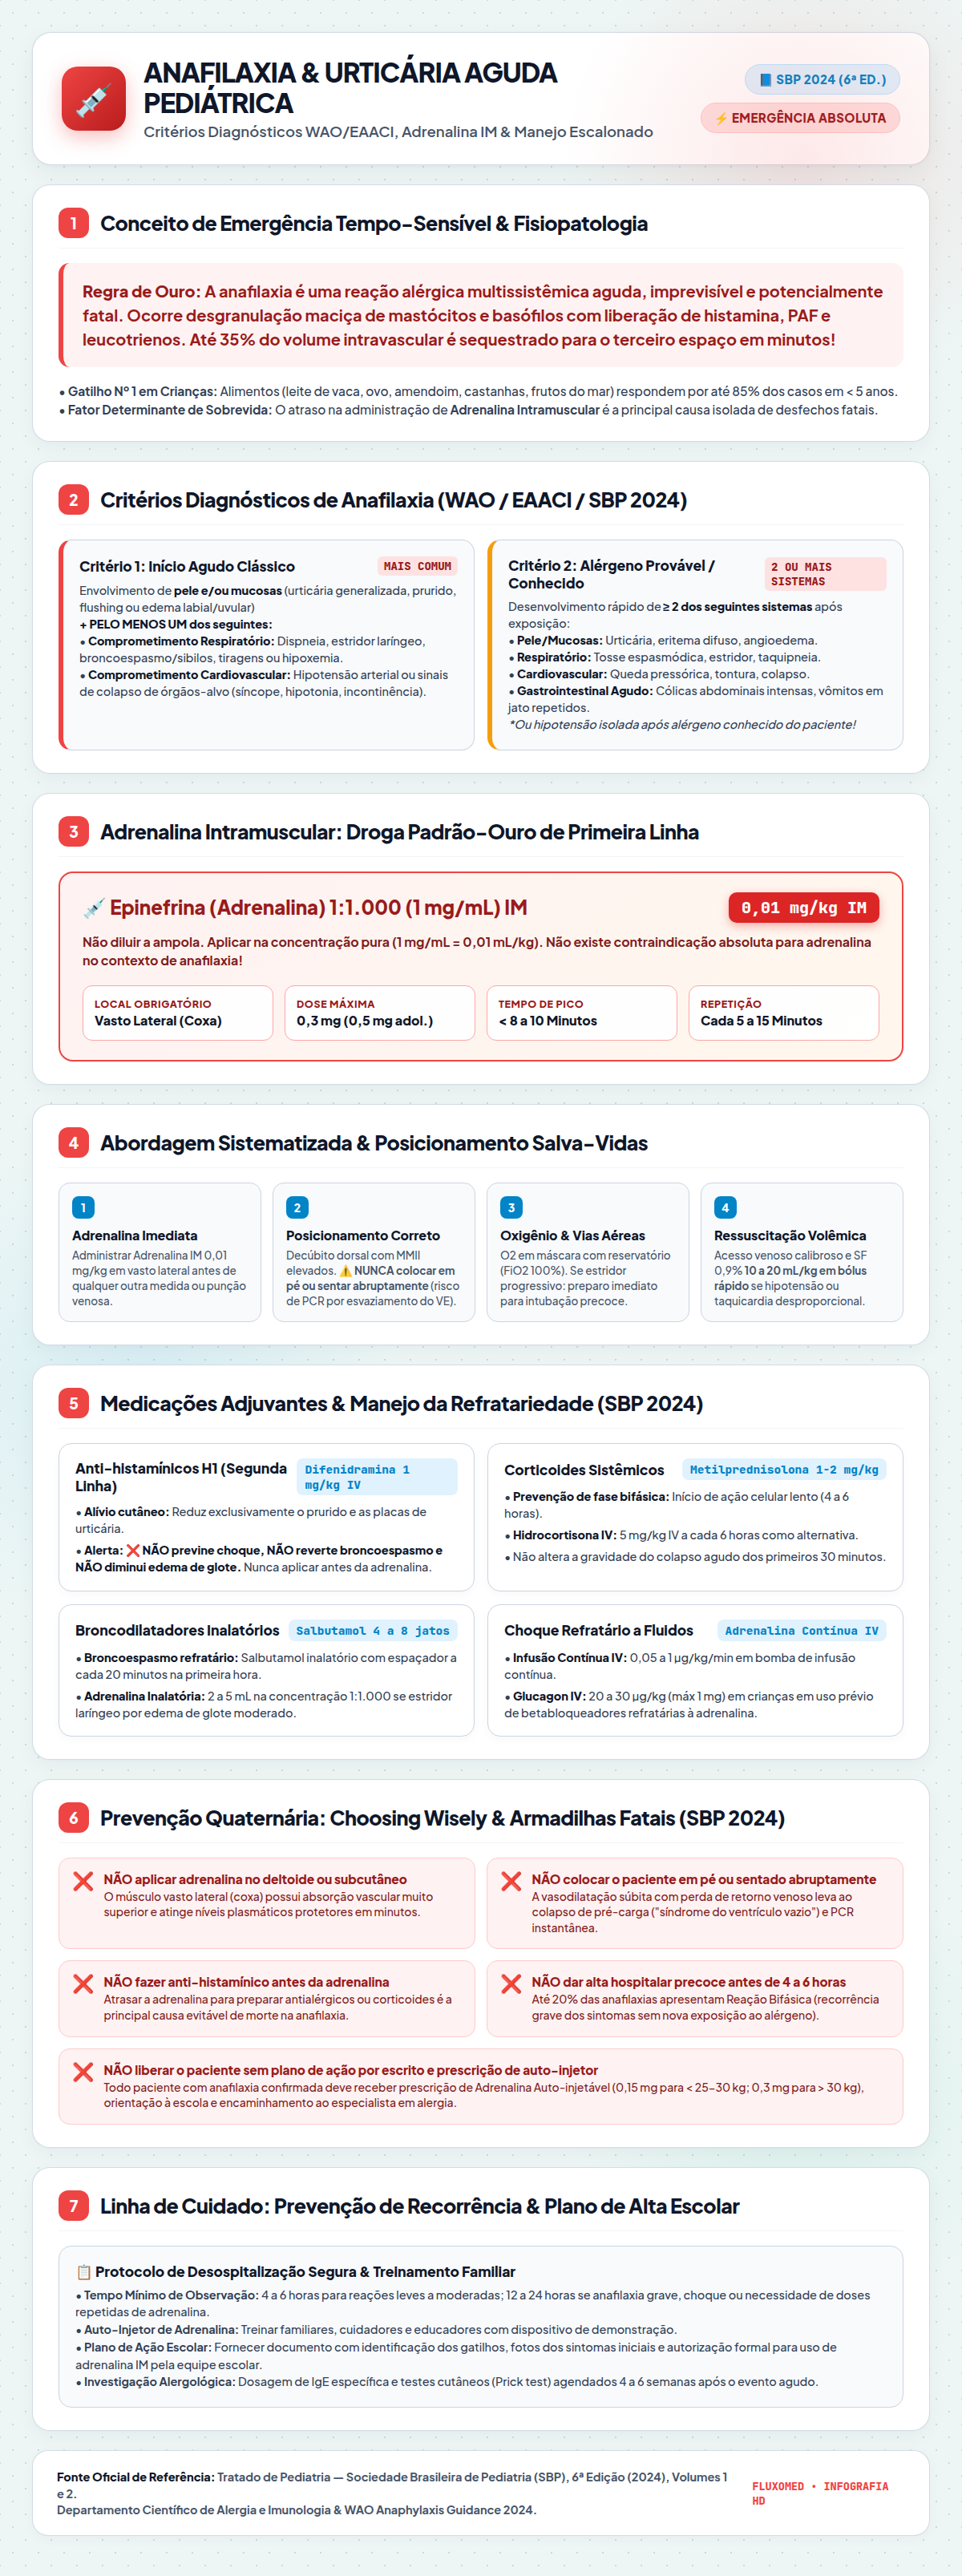 ANAFILAXIA & URTICÁRIA AGUDA
PEDIÁTRICA
Critérios Diagnósticos WAO/EAACI, Adrenalina IM & Manejo Escalonado
📘 SBP 2024 (6ª ED.)
⚡ EMERGÊNCIA ABSOLUTA
1 Conceito de Emergência Tempo-Sensível & Fisiopatologia
Regra de Ouro: A anafilaxia é uma reação alérgica multissistêmica aguda, imprevisível e potencialmente
fatal. Ocorre desgranulação maciça de mastócitos e basófilos com liberação de histamina, PAF e
leucotrienos. Até 35% do volume intravascular é sequestrado para o terceiro espaço em minutos!
• Gatilho Nº 1 em Crianças: Alimentos (leite de vaca, ovo, amendoim, castanhas, frutos do mar) respondem por até 85% dos casos em < 5 anos.
• Fator Determinante de Sobrevida: O atraso na administração de Adrenalina Intramuscular é a principal causa isolada de desfechos fatais.
2 Critérios Diagnósticos de Anafilaxia (WAO / EAACI / SBP 2024)
Critério 1: Início Agudo Clássico
MAIS COMUM
Envolvimento de pele e/ou mucosas (urticária generalizada, prurido,
flushing ou edema labial/uvular)
+ PELO MENOS UM dos seguintes:
• Comprometimento Respiratório: Dispneia, estridor laríngeo,
broncoespasmo/sibilos, tiragens ou hipoxemia.
• Comprometimento Cardiovascular: Hipotensão arterial ou sinais
de colapso de órgãos-alvo (síncope, hipotonia, incontinência).
Critério 2: Alérgeno Provável /
Conhecido
2 OU MAIS
SISTEMAS
Desenvolvimento rápido de ≥ 2 dos seguintes sistemas após
exposição:
• Pele/Mucosas: Urticária, eritema difuso, angioedema.
• Respiratório: Tosse espasmódica, estridor, taquipneia.
• Cardiovascular: Queda pressórica, tontura, colapso.
• Gastrointestinal Agudo: Cólicas abdominais intensas, vômitos em
jato repetidos.
*Ou hipotensão isolada após alérgeno conhecido do paciente!
3 Adrenalina Intramuscular: Droga Padrão-Ouro de Primeira Linha
💉 Epinefrina (Adrenalina) 1:1.000 (1 mg/mL) IM
0,01 mg/kg IM
Não diluir a ampola. Aplicar na concentração pura (1 mg/mL = 0,01 mL/kg). Não existe contraindicação absoluta para adrenalina
no contexto de anafilaxia!
LOCAL OBRIGATÓRIO
Vasto Lateral (Coxa)
DOSE MÁXIMA
0,3 mg (0,5 mg adol.)
TEMPO DE PICO
< 8 a 10 Minutos
REPETIÇÃO
Cada 5 a 15 Minutos
4 Abordagem Sistematizada & Posicionamento Salva-Vidas
1
Adrenalina Imediata
Administrar Adrenalina IM 0,01
mg/kg em vasto lateral antes de
qualquer outra medida ou punção
venosa.
2
Posicionamento Correto
Decúbito dorsal com MMII
elevados. ⚠️ NUNCA colocar em
pé ou sentar abruptamente (risco
de PCR por esvaziamento do VE).
3
Oxigênio & Vias Aéreas
O2 em máscara com reservatório
(FiO2 100%). Se estridor
progressivo: preparo imediato
para intubação precoce.
4
Ressuscitação Volêmica
Acesso venoso calibroso e SF
0,9% 10 a 20 mL/kg em bólus
rápido se hipotensão ou
taquicardia desproporcional.
5 Medicações Adjuvantes & Manejo da Refratariedade (SBP 2024)
Anti-histamínicos H1 (Segunda
Linha)
Difenidramina 1
mg/kg IV
• Alívio cutâneo: Reduz exclusivamente o prurido e as placas de
urticária.
• Alerta: ❌ NÃO previne choque, NÃO reverte broncoespasmo e
NÃO diminui edema de glote. Nunca aplicar antes da adrenalina.
Corticoides Sistêmicos
Metilprednisolona 1-2 mg/kg
• Prevenção de fase bifásica: Início de ação celular lento (4 a 6
horas).
• Hidrocortisona IV: 5 mg/kg IV a cada 6 horas como alternativa.
• Não altera a gravidade do colapso agudo dos primeiros 30 minutos.
Broncodilatadores Inalatórios
Salbutamol 4 a 8 jatos
• Broncoespasmo refratário: Salbutamol inalatório com espaçador a
cada 20 minutos na primeira hora.
• Adrenalina Inalatória: 2 a 5 mL na concentração 1:1.000 se estridor
laríngeo por edema de glote moderado.
Choque Refratário a Fluidos
Adrenalina Contínua IV
• Infusão Contínua IV: 0,05 a 1 µg/kg/min em bomba de infusão
contínua.
• Glucagon IV: 20 a 30 µg/kg (máx 1 mg) em crianças em uso prévio
de betabloqueadores refratárias à adrenalina.
6 Prevenção Quaternária: Choosing Wisely & Armadilhas Fatais (SBP 2024)
❌ NÃO aplicar adrenalina no deltoide ou subcutâneo
O músculo vasto lateral (coxa) possui absorção vascular muito
superior e atinge níveis plasmáticos protetores em minutos.
❌ NÃO colocar o paciente em pé ou sentado abruptamente
A vasodilatação súbita com perda de retorno venoso leva ao
colapso de pré-carga ("síndrome do ventrículo vazio") e PCR
instantânea.
❌ NÃO fazer anti-histamínico antes da adrenalina
Atrasar a adrenalina para preparar antialérgicos ou corticoides é a
principal causa evitável de morte na anafilaxia.
❌ NÃO dar alta hospitalar precoce antes de 4 a 6 horas
Até 20% das anafilaxias apresentam Reação Bifásica (recorrência
grave dos sintomas sem nova exposição ao alérgeno).
❌ NÃO liberar o paciente sem plano de ação por escrito e prescrição de auto-injetor
Todo paciente com anafilaxia confirmada deve receber prescrição de Adrenalina Auto-injetável (0,15 mg para < 25-30 kg; 0,3 mg para > 30 kg),
orientação à escola e encaminhamento ao especialista em alergia.
7 Linha de Cuidado: Prevenção de Recorrência & Plano de Alta Escolar
📋 Protocolo de Desospitalização Segura & Treinamento Familiar
• Tempo Mínimo de Observação: 4 a 6 horas para reações leves a moderadas; 12 a 24 horas se anafilaxia grave, choque ou necessidade de doses
repetidas de adrenalina.
• Auto-Injetor de Adrenalina: Treinar familiares, cuidadores e educadores com dispositivo de demonstração.
• Plano de Ação Escolar: Fornecer documento com identificação dos gatilhos, fotos dos sintomas iniciais e autorização formal para uso de
adrenalina IM pela equipe escolar.
• Investigação Alergológica: Dosagem de IgE específica e testes cutâneos (Prick test) agendados 4 a 6 semanas após o evento agudo.
Fonte Oficial de Referência: Tratado de Pediatria — Sociedade Brasileira de Pediatria (SBP), 6ª Edição (2024), Volumes 1
e 2.
Departamento Científico de Alergia e Imunologia & WAO Anaphylaxis Guidance 2024.
FLUXOMED • INFOGRAFIA
HD